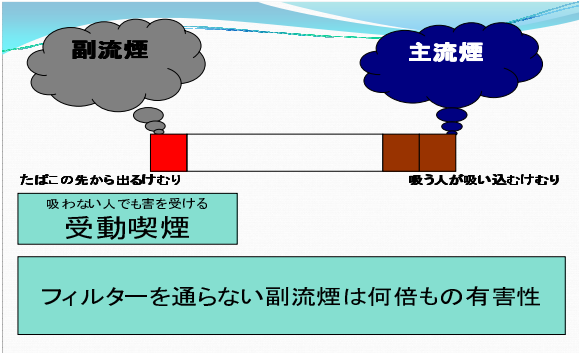 副流煙
主流煙
たばこの先から出るけむり
吸う人が吸い込むけむり
吸わない人でも害を受ける
受動喫煙
フィルターを通らない副流煙は何倍もの有害性